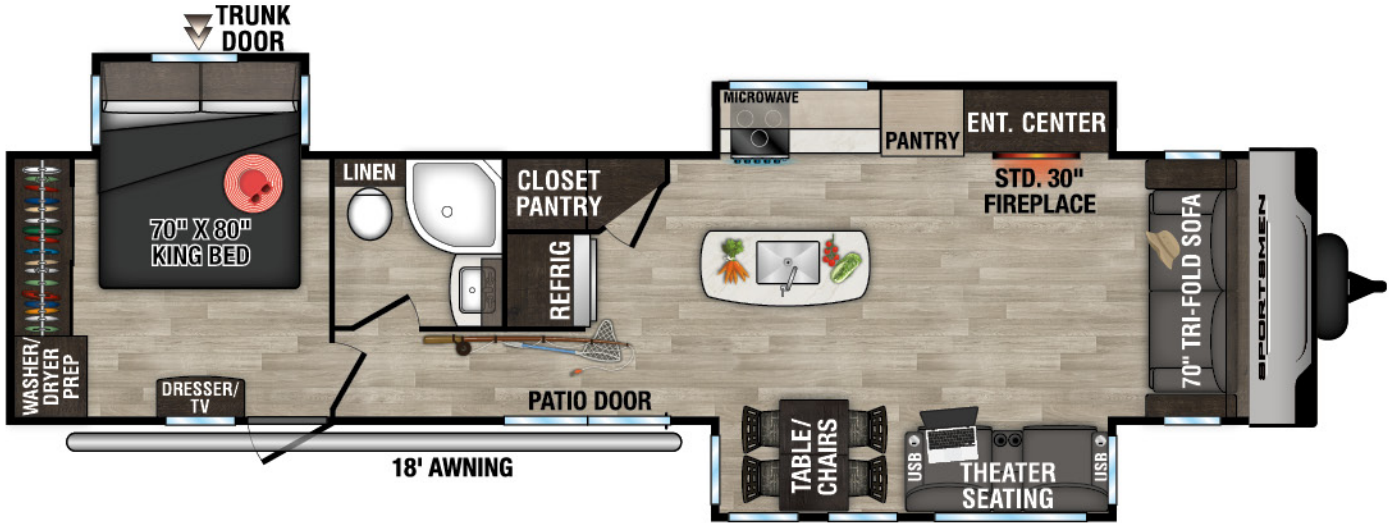 TRUNK
DOOR
MICROWAVE
PANTRY
ENT. CENTER
STD. 30"
FIREPLACE
LINEN
CLOSET
PANTRY
70" X 80"
KING BED
REFRIG
70" TRI-FOLD SOFA
SPORTSMEN
WASHER/
DRYER
PREP
DRESSER/
TV
PATIO DOOR
TABLE/
CHAIRS
USB
THEATER
SEATING
USB
18' AWNING